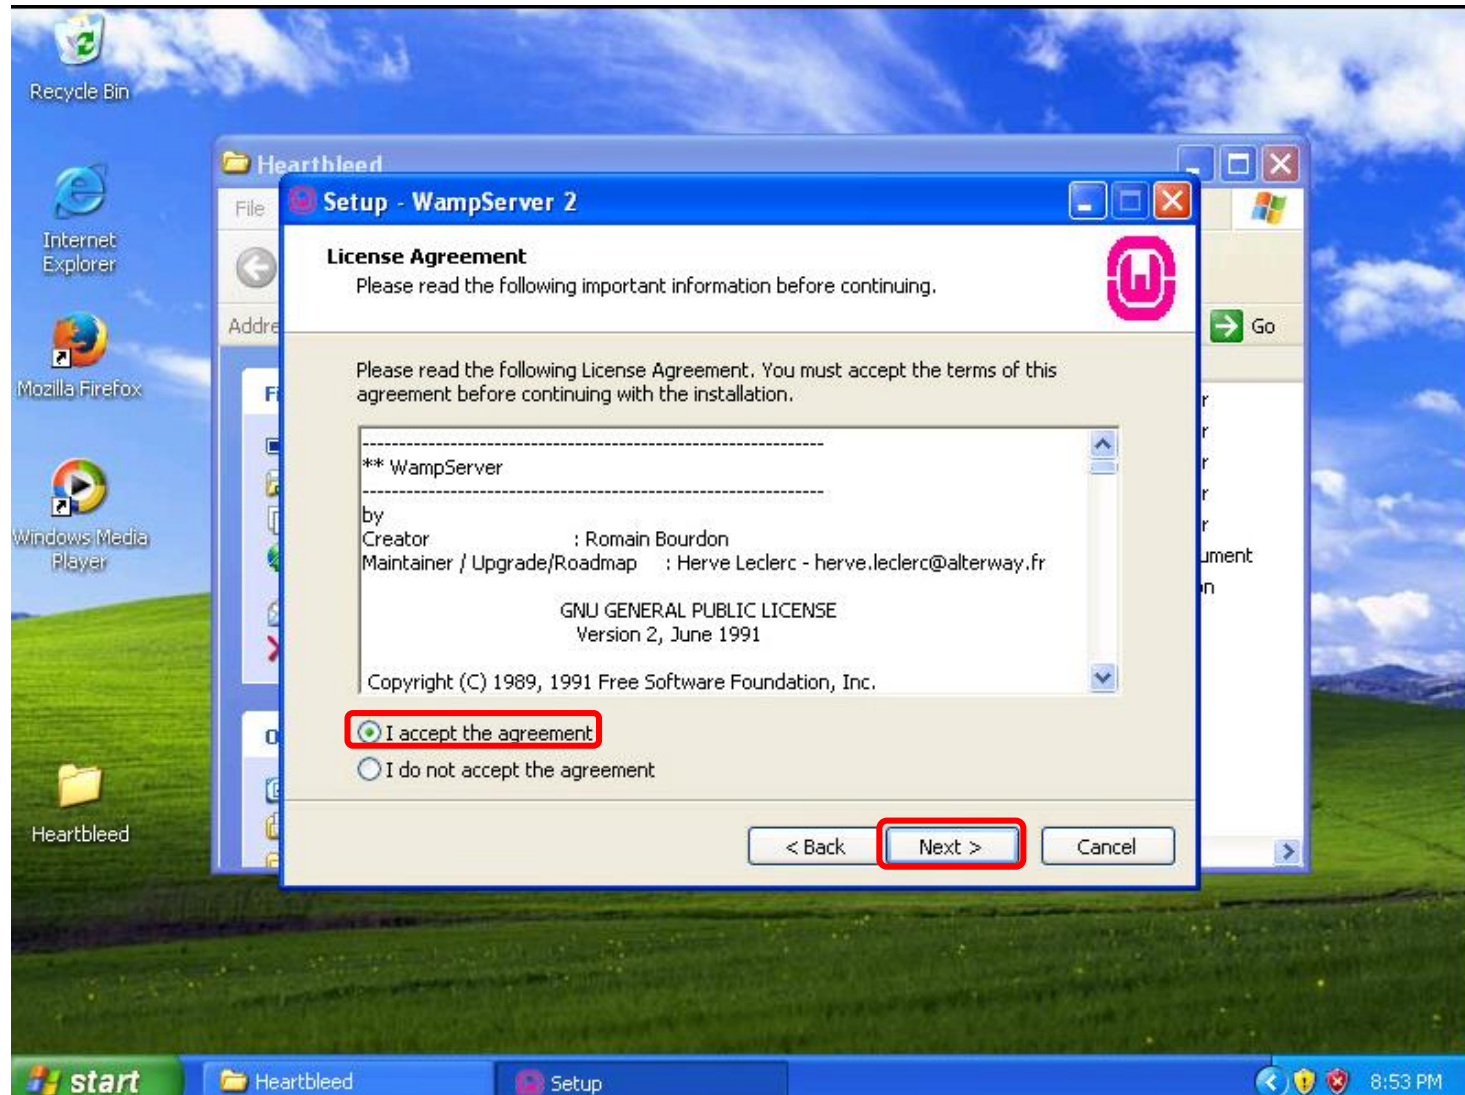 Recycle Bin
Internet
Explorer
Mozilla Firefox
Windows Media
Player
Heartbleed
Heartbleed
File
Addre
Go
Fi
r
r
r
r
r
ument
n
O
Setup - WampServer 2
License Agreement
Please read the following important information before continuing.
Please read the following License Agreement. You must accept the terms of this
agreement before continuing with the installation.
------------------------------------------------------------
** WampServer
------------------------------------------------------------
by
Creator : Romain Bourdon
Maintainer / Upgrade/Roadmap : Herve Leclerc - herve.leclerc@alterway.fr
GNU GENERAL PUBLIC LICENSE
Version 2, June 1991
Copyright (C) 1989, 1991 Free Software Foundation, Inc.
I accept the agreement
I do not accept the agreement
< Back Next > Cancel
start Heartbleed Setup 8:53 PM